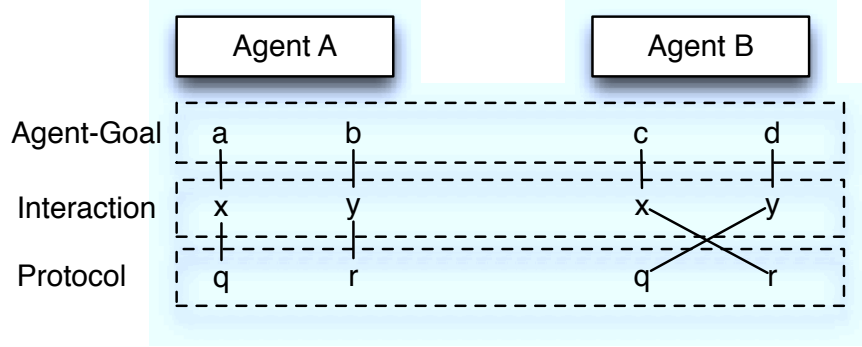 Agent A Agent B
Agent-Goal a b c d
Interaction x y x y
Protocol q r q r